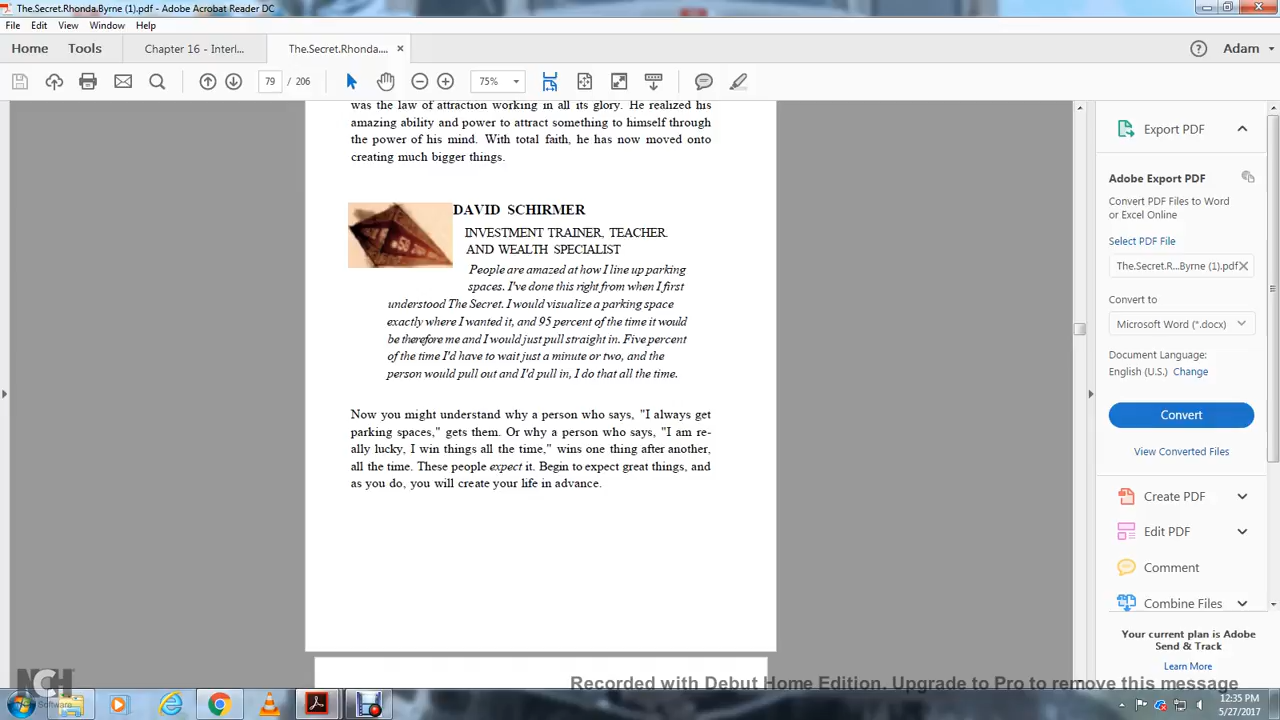 The.Secret.Rhonda.Byrne (1).pdf - Adobe Acrobat Reader DC
File Edit View Window Help
Home Tools Chapter 16 - Interl... The.Secret.Rhonda.... × Adam
79 / 206 75%
was the law of attraction working in all its glory. He realized his
amazing ability and power to attract something to himself through
the power of his mind. With total faith, he has now moved onto
creating much bigger things.
DAVID SCHIRMER
INVESTMENT TRAINER, TEACHER.
AND WEALTH SPECIALIST
People are amazed at how I line up parking
spaces. I've done this right from when I first
understood The Secret. I would visualize a parking space
exactly where I wanted it, and 95 percent of the time it would
be therefore me and I would just pull straight in. Five percent
of the time I'd have to wait just a minute or two, and the
person would pull out and I'd pull in, I do that all the time.
Now you might understand why a person who says, "I always get
parking spaces," gets them. Or why a person who says, "I am re-
ally lucky, I win things all the time," wins one thing after another,
all the time. These people expect it. Begin to expect great things, and
as you do, you will create your life in advance.
Export PDF
Adobe Export PDF
Convert PDF Files to Word
or Excel Online
Select PDF File
The.Secret.R...Byrne (1).pdf ×
Convert to
Microsoft Word (*.docx)
Document Language:
English (U.S.) Change
Convert
View Converted Files
Create PDF
Edit PDF
Comment
Combine Files
Your current plan is Adobe
Send & Track
Learn More
NCH
Software
Recorded with Debut Home Edition. Upgrade to Pro to remove this message
12:35 PM
5/27/2017